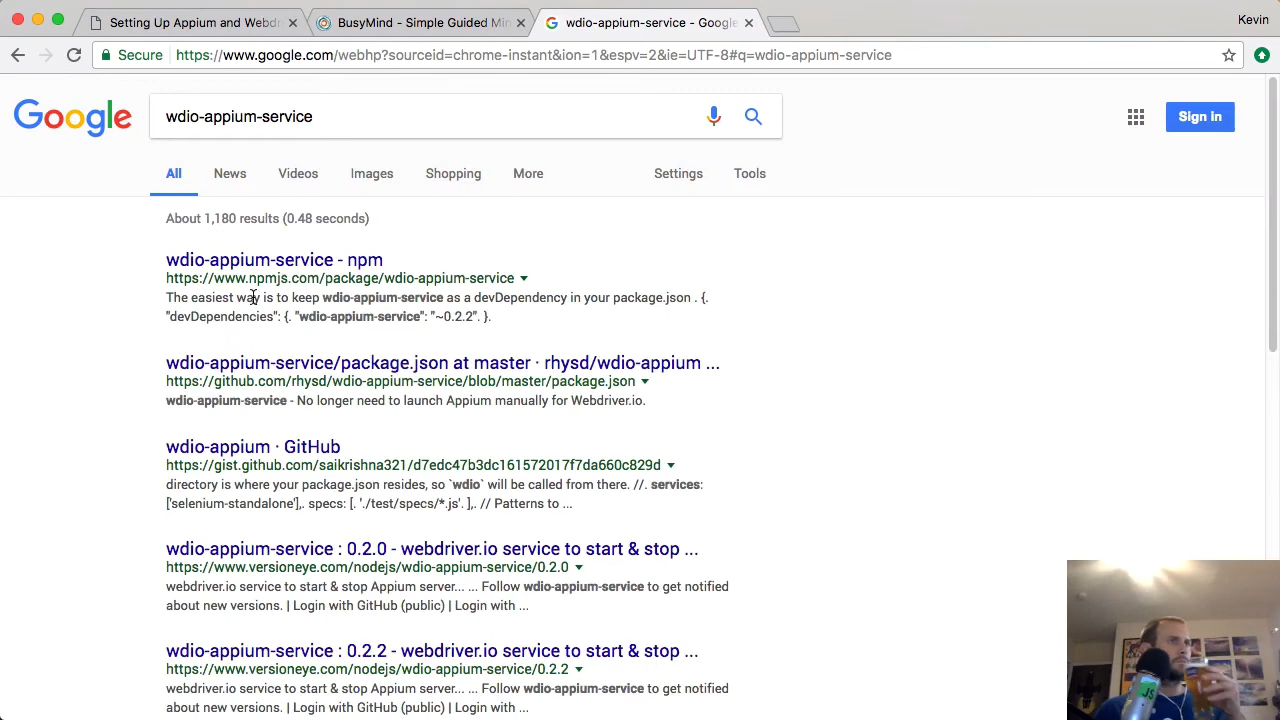 Setting Up Appium and Webdr
BusyMind - Simple Guided Mi
wdio-appium-service - Google
Kevin
Secure
https://www.google.com/webhp?sourceid=chrome-instant&ion=1&espv=2&ie=UTF-8#q=wdio-appium-service
Google
wdio-appium-service
Sign in
All
News
Videos
Images
Shopping
More
Settings
Tools
About 1,180 results (0.48 seconds)
wdio-appium-service - npm
https://www.npmjs.com/package/wdio-appium-service
The easiest way is to keep wdio-appium-service as a devDependency in your package.json . {.
"devDependencies": {. "wdio-appium-service": "~0.2.2". }.
wdio-appium-service/package.json at master · rhysd/wdio-appium ...
https://github.com/rhysd/wdio-appium-service/blob/master/package.json
wdio-appium-service - No longer need to launch Appium manually for Webdriver.io.
wdio-appium · GitHub
https://gist.github.com/saikrishna321/d7edc47b3dc161572017f7da660c829d
directory is where your package.json resides, so `wdio` will be called from there. //. services:
['selenium-standalone'],. specs: [. './test/specs/*.js'. ],. // Patterns to ...
wdio-appium-service : 0.2.0 - webdriver.io service to start & stop ...
https://www.versioneye.com/nodejs/wdio-appium-service/0.2.0
webdriver.io service to start & stop Appium server... ... Follow wdio-appium-service to get notified
about new versions. | Login with GitHub (public) | Login with ...
wdio-appium-service : 0.2.2 - webdriver.io service to start & stop ...
https://www.versioneye.com/nodejs/wdio-appium-service/0.2.2
webdriver.io service to start & stop Appium server... ... Follow wdio-appium-service to get notified
about new versions. | Login with GitHub (public) | Login with ...
JS